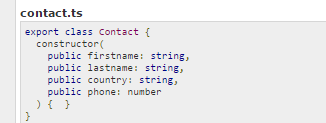 contact.ts
export class Contact {
  constructor(
    public firstname: string,
    public lastname: string,
    public country: string,
    public phone: number
  ) {  }
}